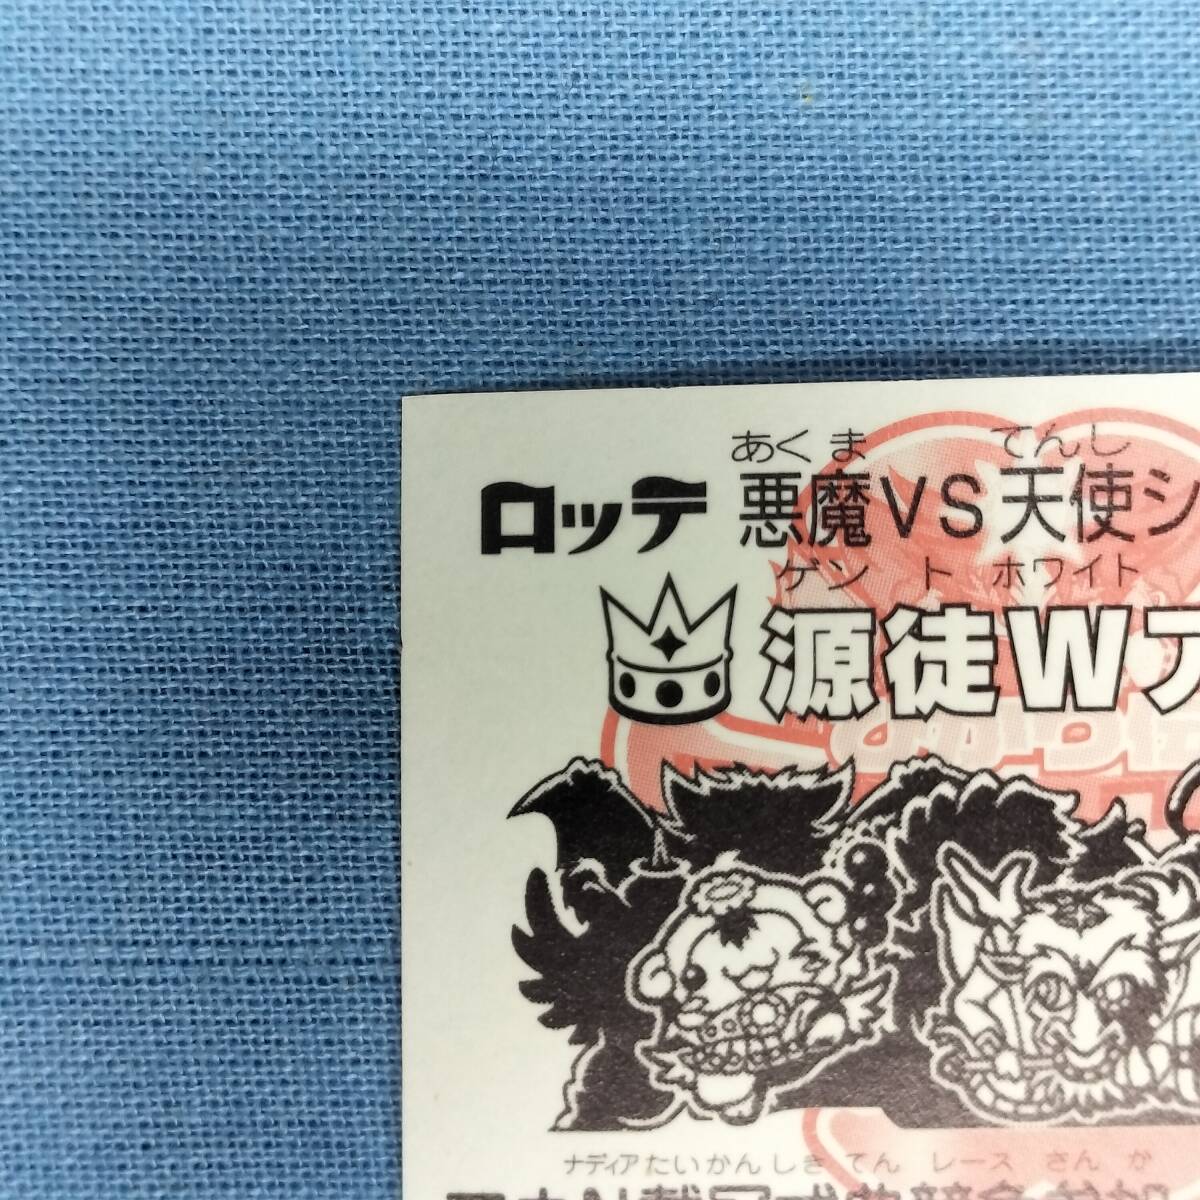 あくま てんし
ロッテ 悪魔VS天使シ
ゲン ト ホワイト
源徒Wア
ナディアたいかんしき てん レース さん か